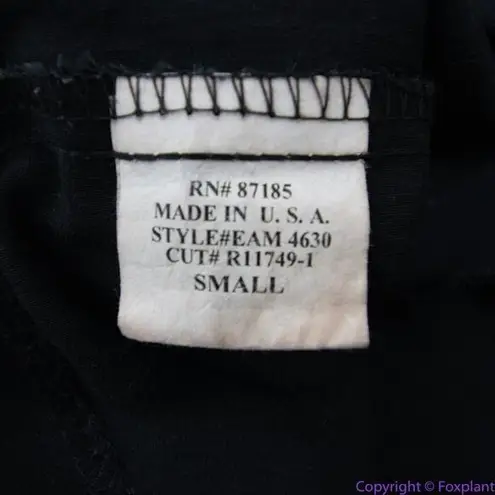 RN# 87185
MADE IN U. S. A.
STYLE#EAM 4630
CUT# R11749-1
SMALL
Copyright © Foxplant